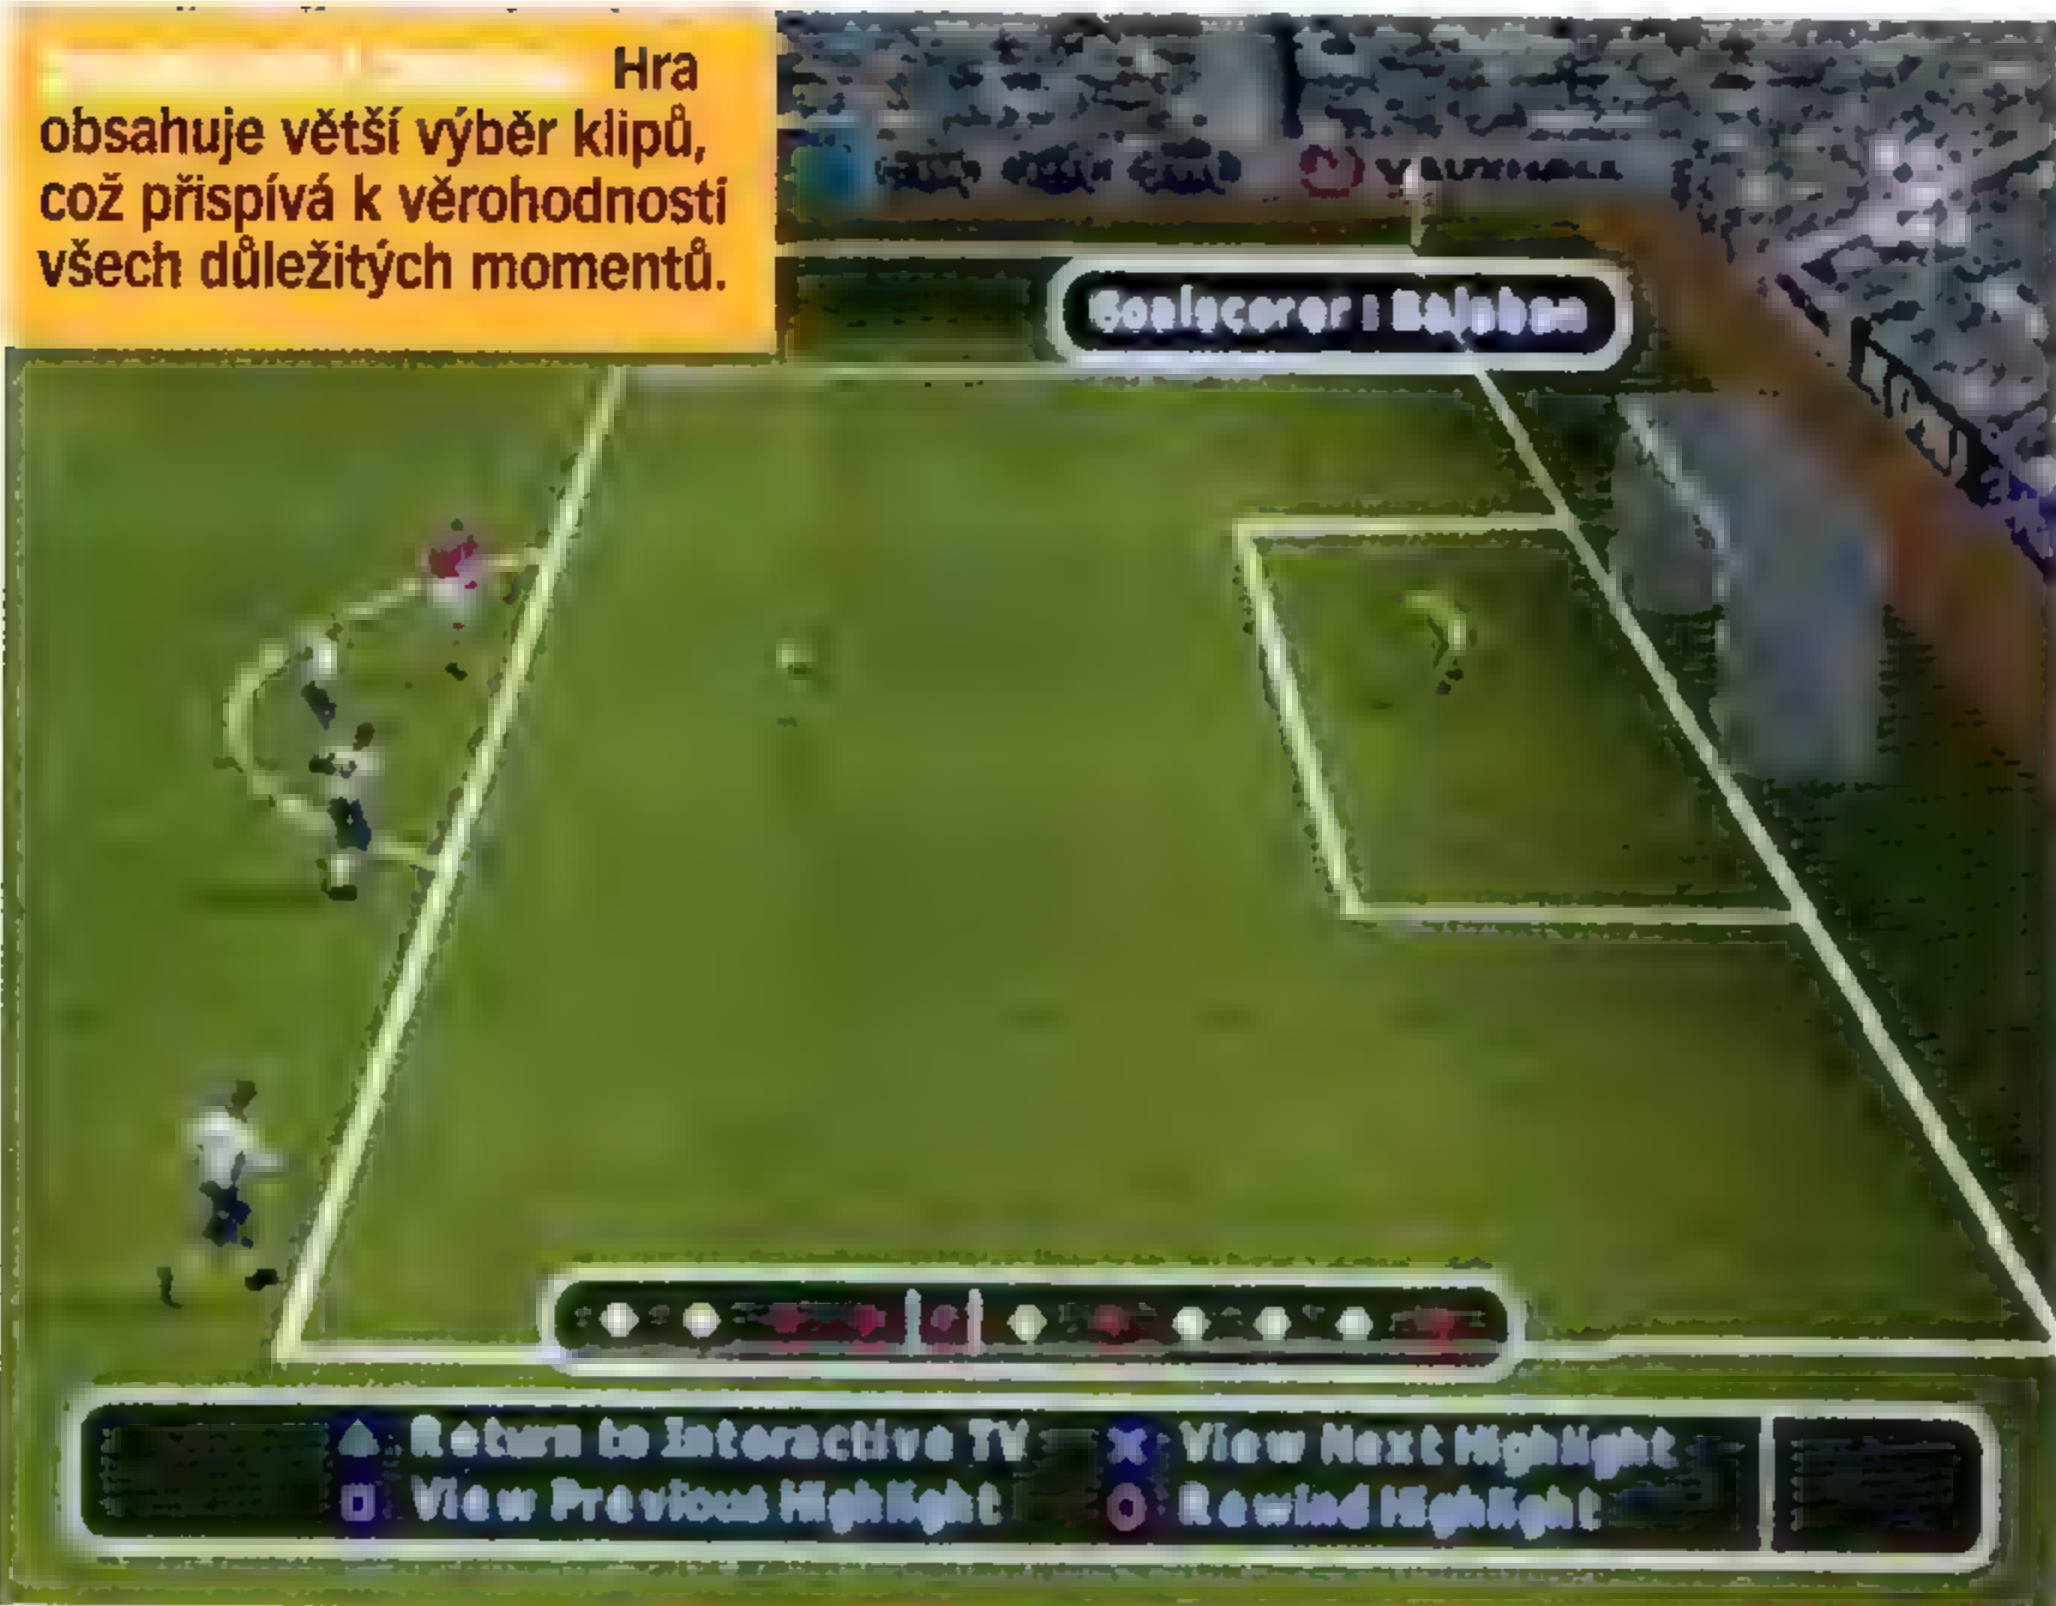 Hra
obsahuje větší výběr klipů,
což přispívá k věrohodnosti
všech důležitých momentů.
VAUXHALL
Goalscorer :
Return to Interactive TV
View Next Highlight
View Previous Highlight
Rewind Highlight